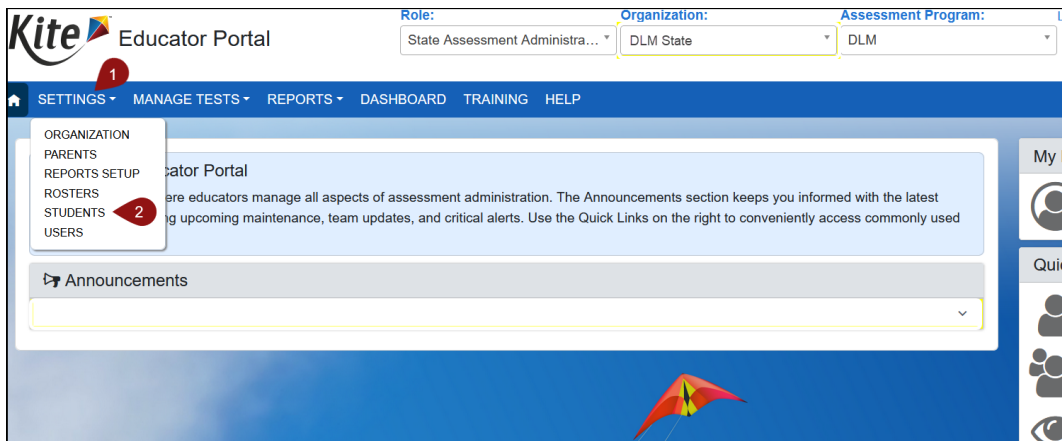 Role:
Organization:
Assessment Program:
Kite Educator Portal
State Assessment Administra...
DLM State
DLM
1
SETTINGS
MANAGE TESTS
REPORTS
DASHBOARD
TRAINING
HELP
ORGANIZATION
PARENTS
REPORTS SETUP
ROSTERS
STUDENTS 2
USERS
cator Portal
ere educators manage all aspects of assessment administration. The Announcements section keeps you informed with the latest
ng upcoming maintenance, team updates, and critical alerts. Use the Quick Links on the right to conveniently access commonly used
Announcements
My
Quic